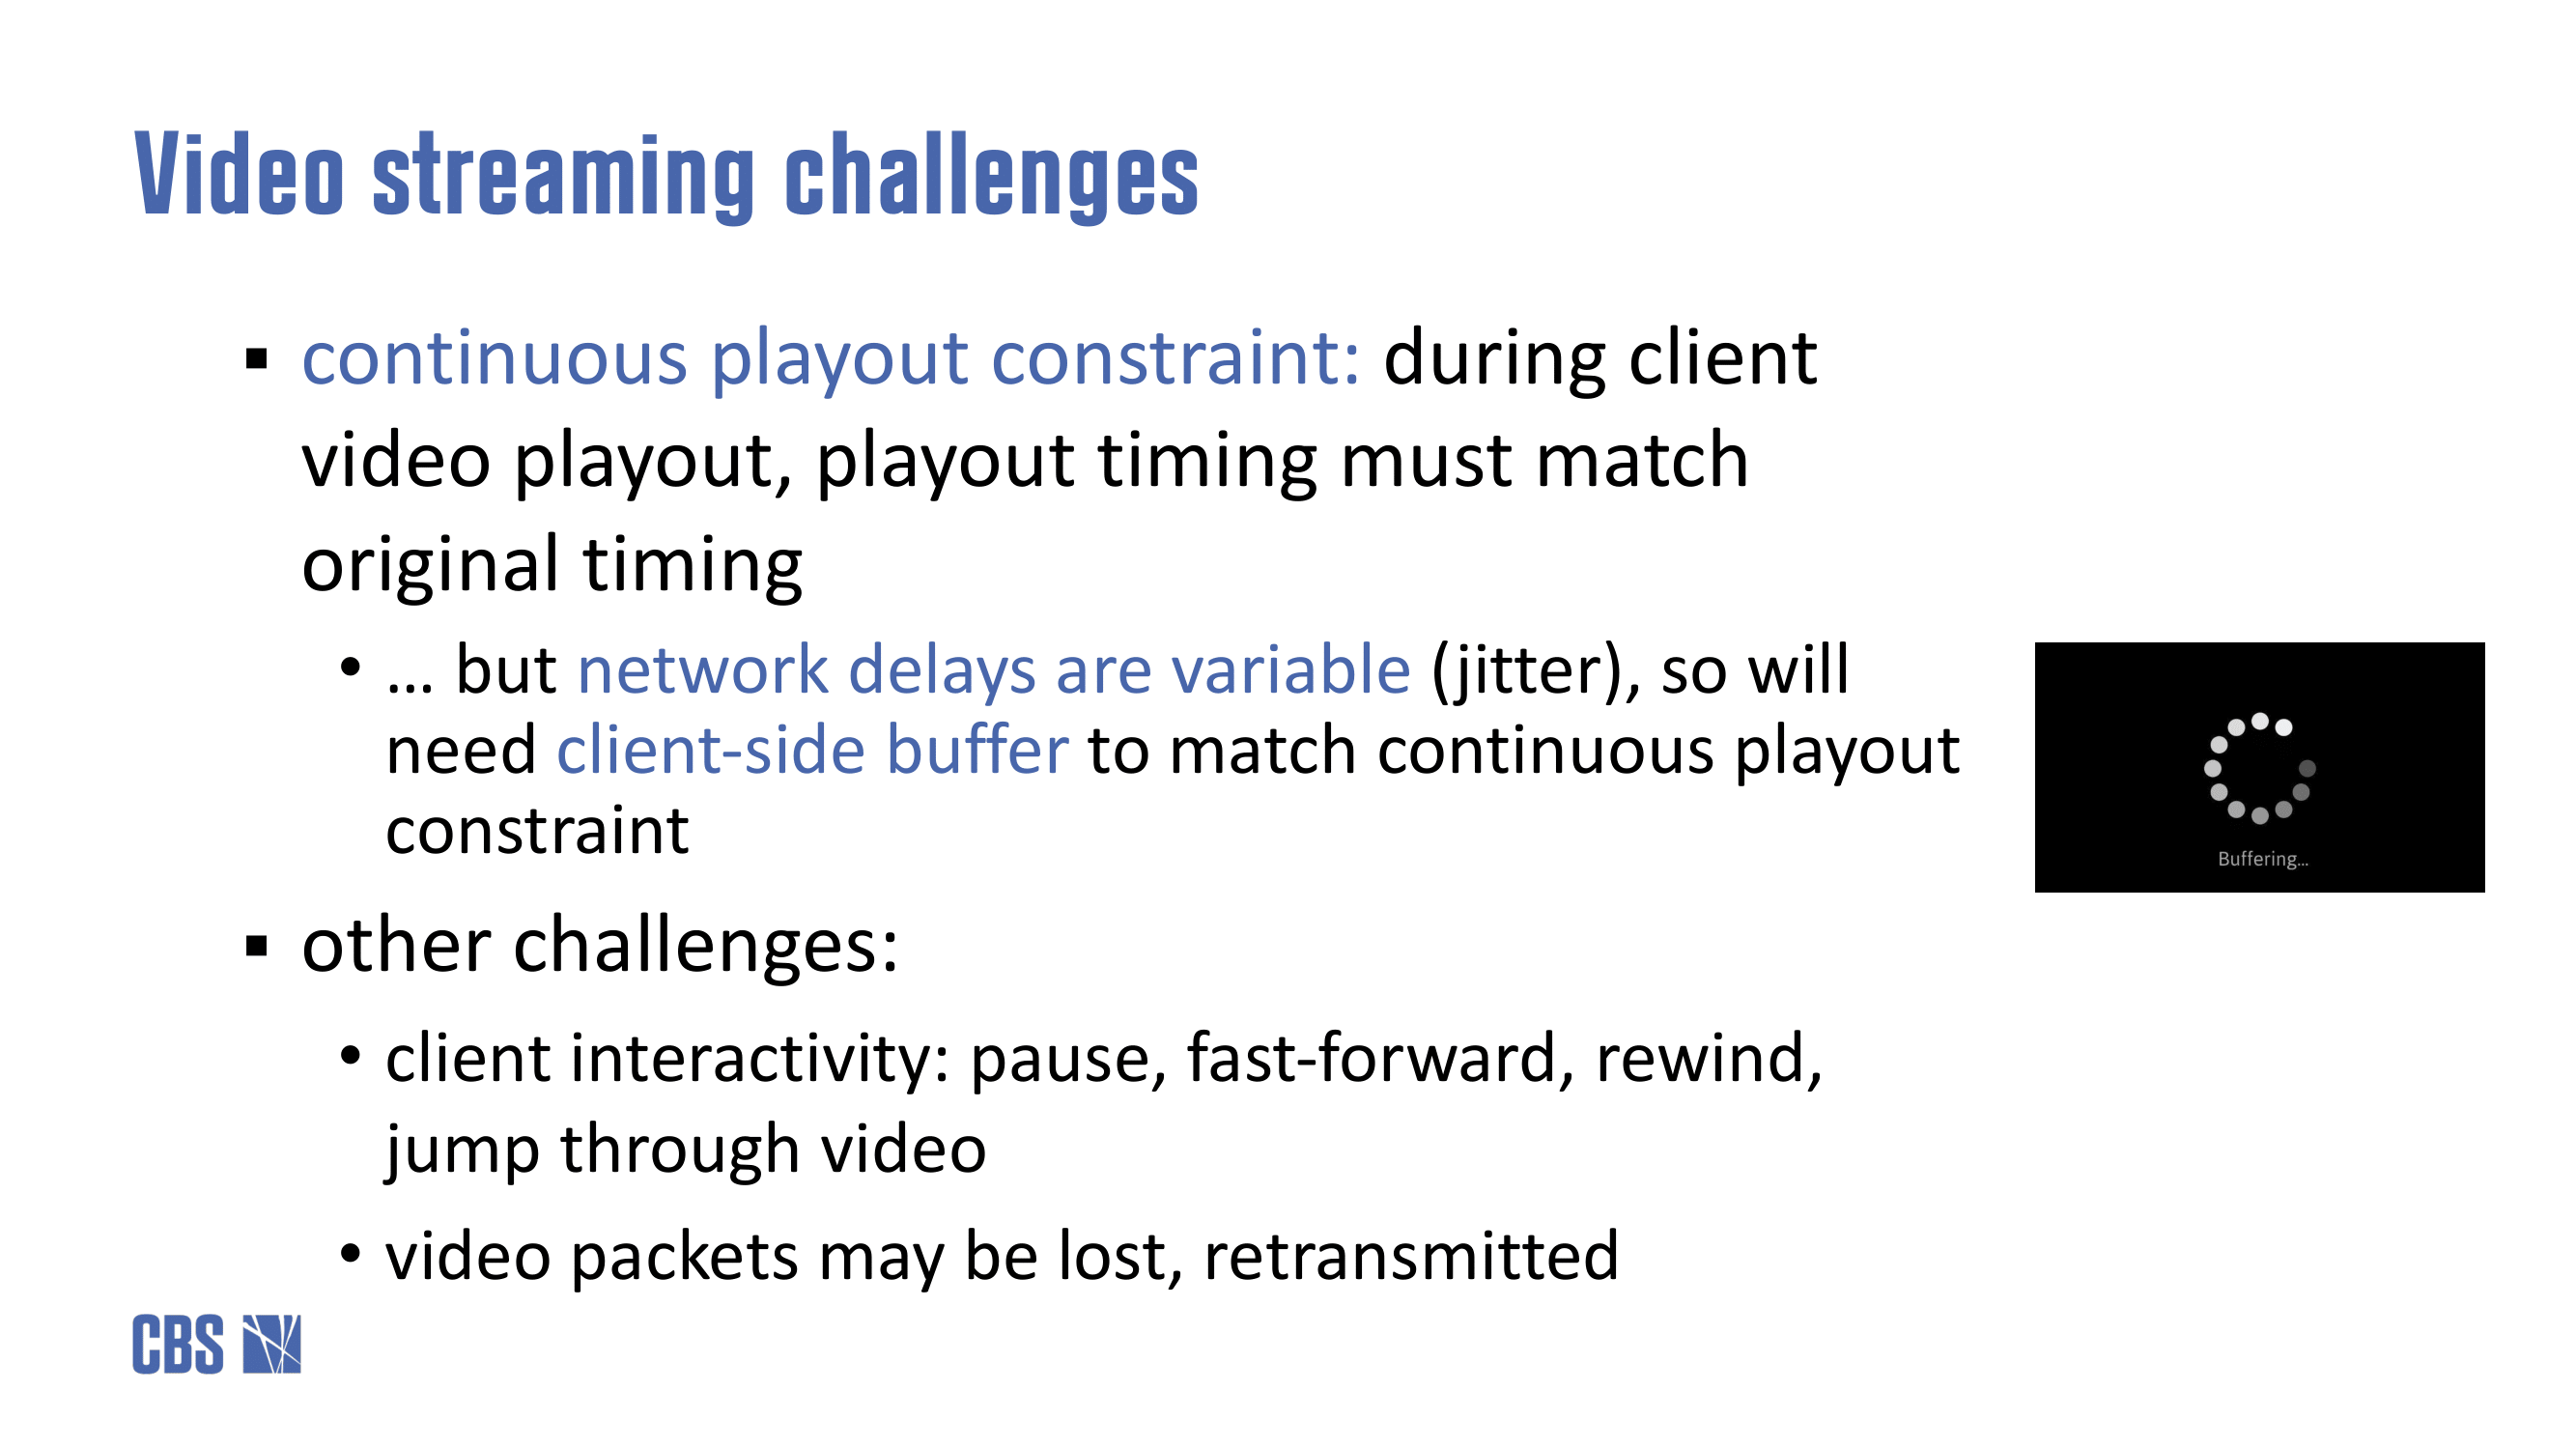 Video streaming challenges
▪ continuous playout constraint: during client
video playout, playout timing must match
original timing
• … but network delays are variable (jitter), so will
need client-side buffer to match continuous playout
constraint
Buffering...
▪ other challenges:
• client interactivity: pause, fast-forward, rewind,
jump through video
• video packets may be lost, retransmitted
CBS